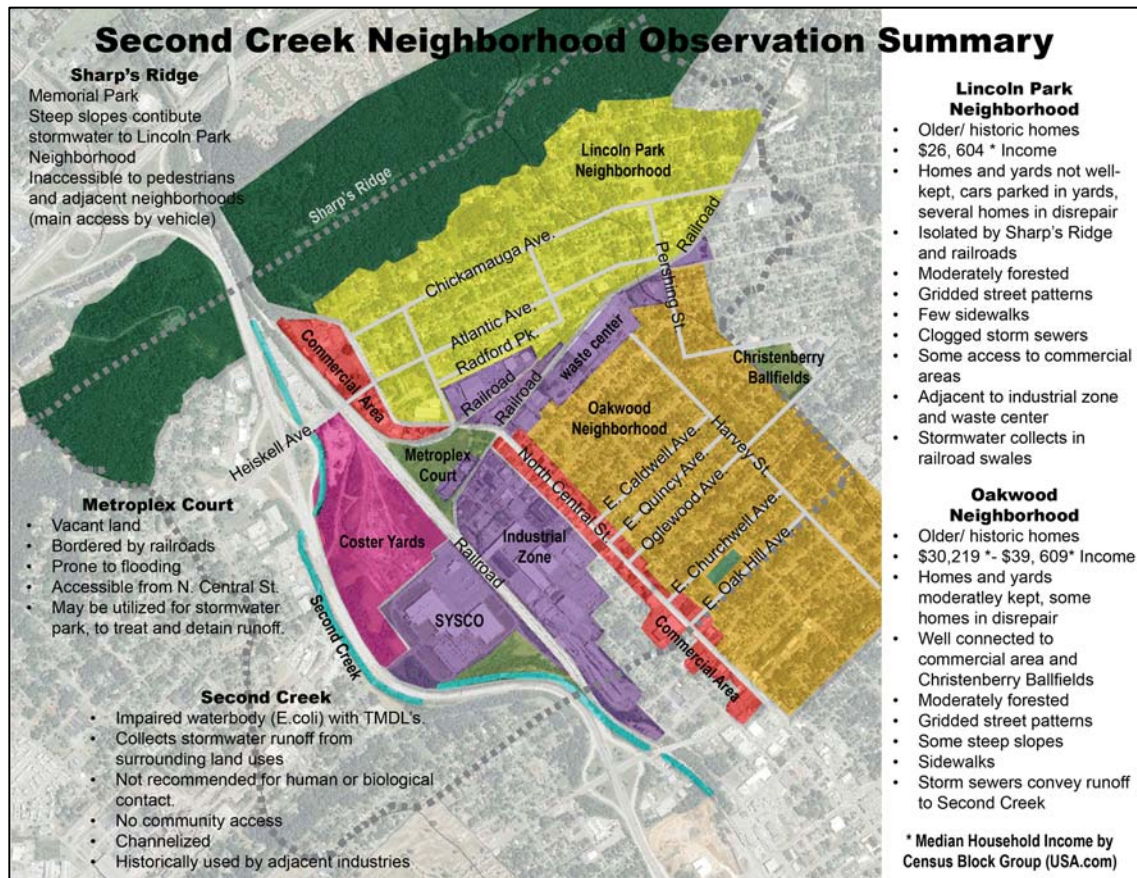 Second Creek Neighborhood Observation Summary
Sharp's Ridge
Memorial Park
Steep slopes contibute
stormwater to Lincoln Park
Neighborhood
Inaccessible to pedestrians
and adjacent neighborhoods
(main access by vehicle)
Metroplex Court
• Vacant land
• Bordered by railroads
• Prone to flooding
• Accessible from N. Central St.
• May be utilized for stormwater
park, to treat and detain runoff.
Second Creek
• Impaired waterbody (E.coli) with TMDL's.
• Collects stormwater runoff from
surrounding land uses
• Not recommended for human or biological
contact.
• No community access
• Channelized
• Historically used by adjacent industries
Sharp's Ridge
Lincoln Park
Neighborhood
Chickamauga Ave.
Atlantic Ave.
Radford Pk.
Pershing St.
Railroad
Commercial
Area
Railroad
Railroad
waste center
Christenberry
Ballfields
Oakwood
Neighborhood
Heiskell Ave.
Metroplex
Court
North Central St.
E. Caldwell Ave.
E. Quincy Ave.
Oglewood Ave.
Harvey St.
E. Churchwell Ave.
E. Oak Hill Ave.
Coster Yards
Railroad
Industrial
Zone
SYSCO
Second Creek
Commercial Area
Lincoln Park
Neighborhood
• Older/ historic homes
• $26, 604 * Income
• Homes and yards not well-
kept, cars parked in yards,
several homes in disrepair
• Isolated by Sharp's Ridge
and railroads
• Moderately forested
• Gridded street patterns
• Few sidewalks
• Clogged storm sewers
• Some access to commercial
areas
• Adjacent to industrial zone
and waste center
• Stormwater collects in
railroad swales
Oakwood
Neighborhood
• Older/ historic homes
• $30,219 *- $39, 609* Income
• Homes and yards
moderatley kept, some
homes in disrepair
• Well connected to
commercial area and
Christenberry Ballfields
• Moderately forested
• Gridded street patterns
• Some steep slopes
• Sidewalks
• Storm sewers convey runoff
to Second Creek
* Median Household Income by
Census Block Group (USA.com)